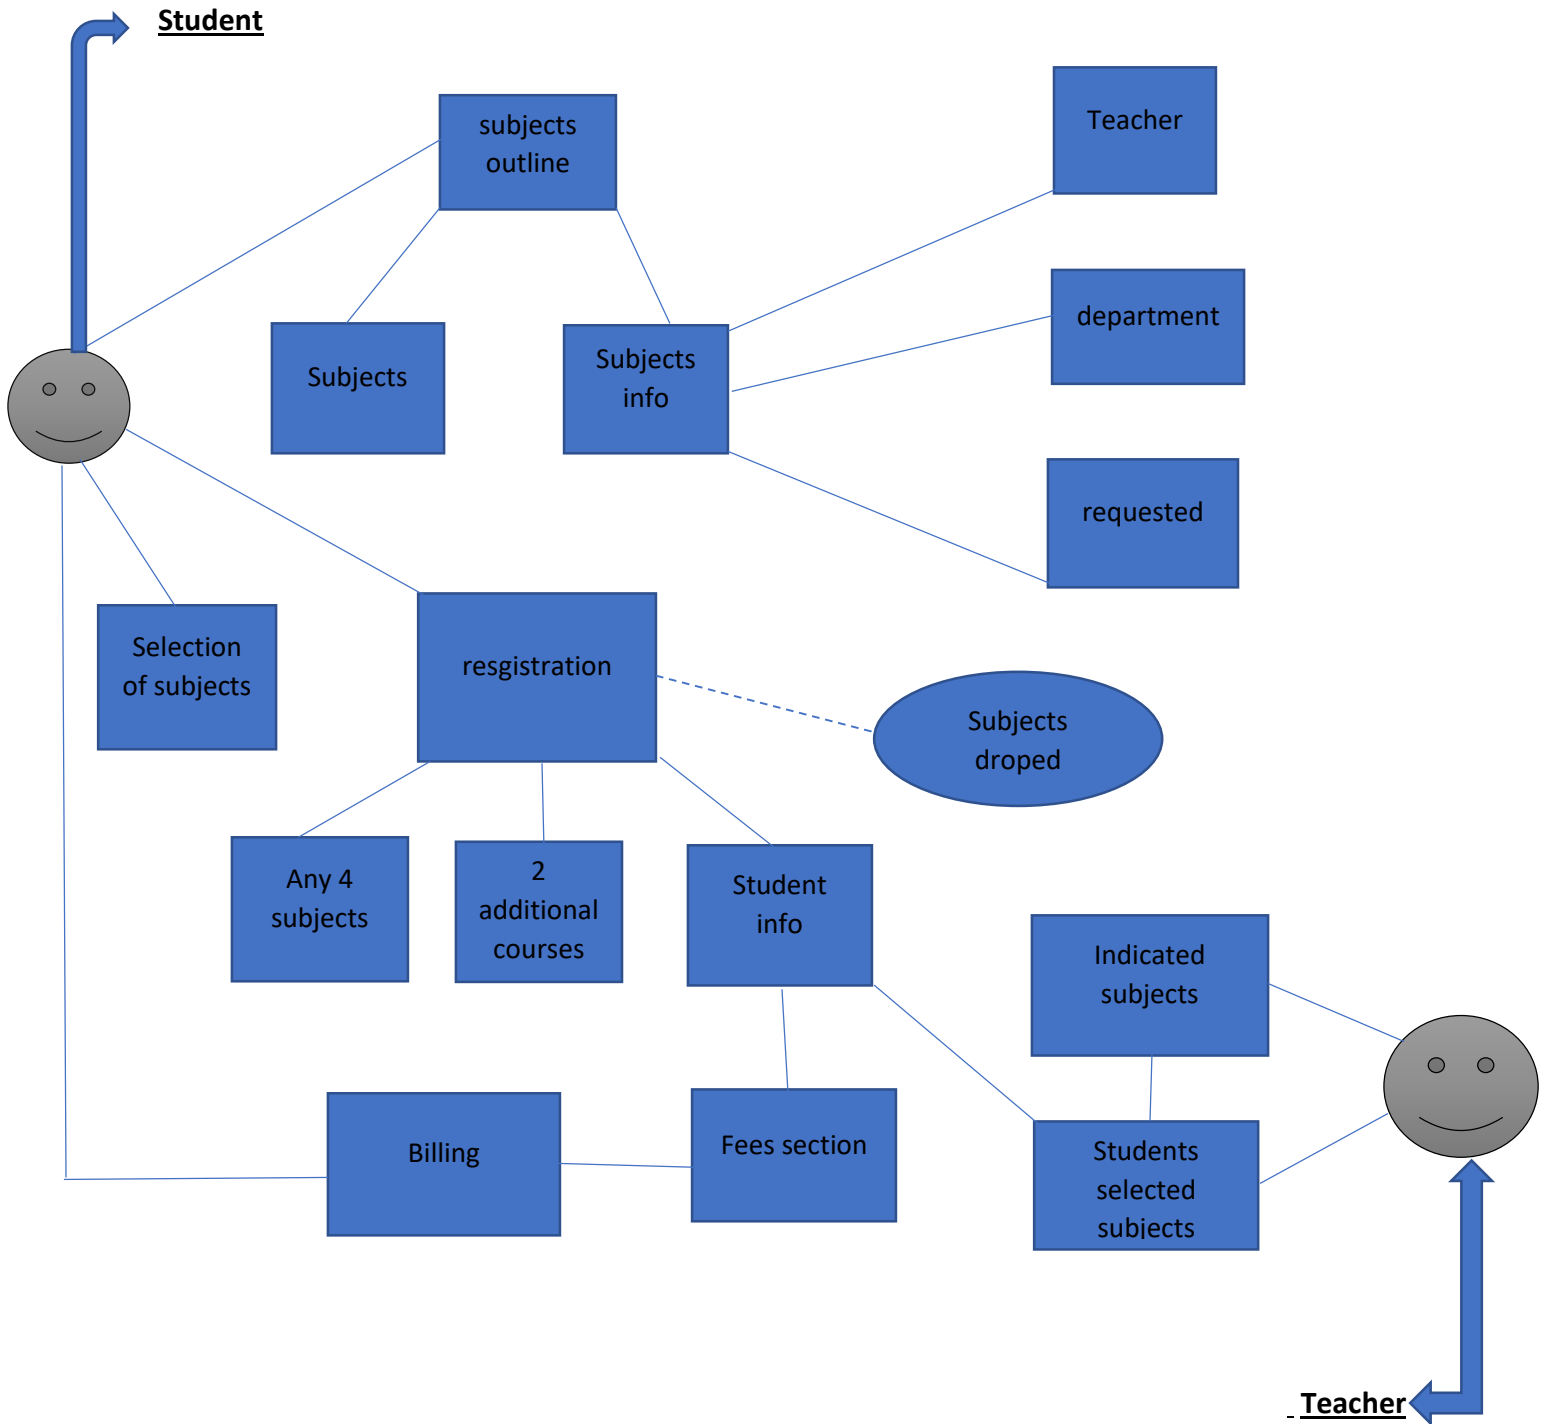 Student
subjects
outline
Teacher
department
Subjects
Subjects
info
requested
Selection
of subjects
resgistration
Subjects
droped
Any 4
subjects
2
additional
courses
Student
info
Indicated
subjects
Billing
Fees section
Students
selected
subjects
Teacher